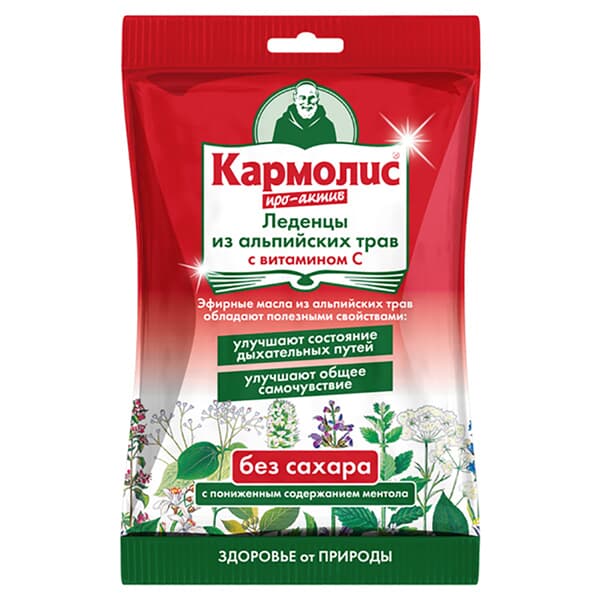 Кармолис®
про-актив
Леденцы
из альпийских трав
с витамином С
Эфирные масла из альпийских трав
обладают полезными свойствами:
улучшают состояние
дыхательных путей
улучшают общее
самочувствие
без сахара
с пониженным содержанием ментола
ЗДОРОВЬЕ от ПРИРОДЫ